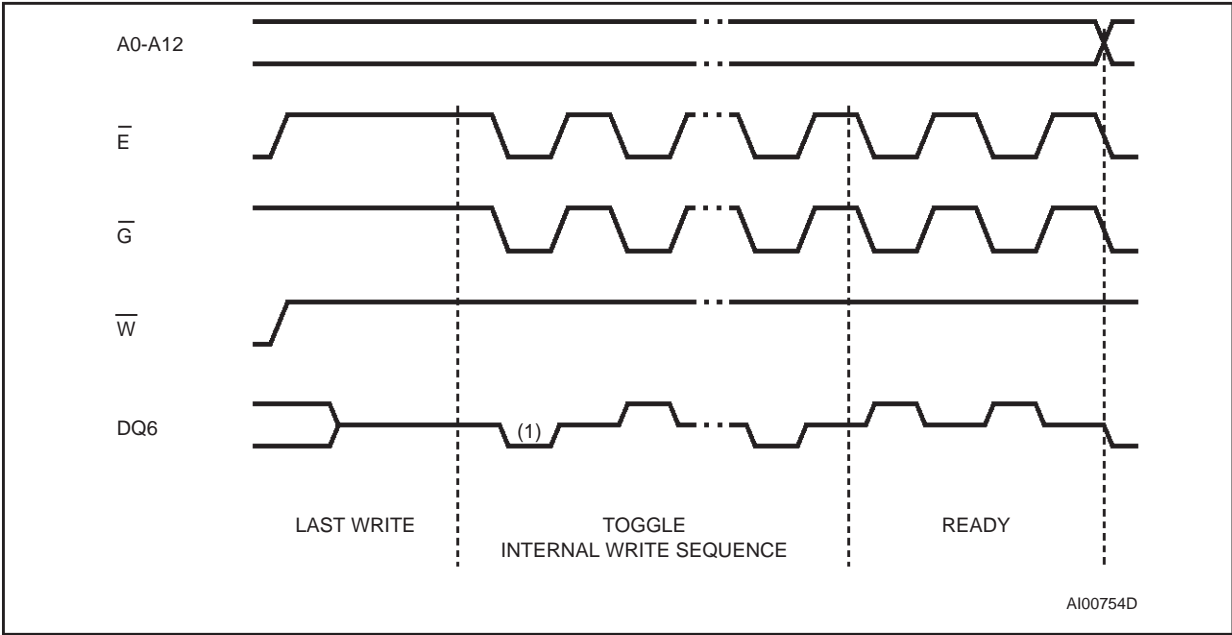 A0-A12
E
G
W
DQ6
(1)
LAST WRITE
TOGGLE
READY
INTERNAL WRITE SEQUENCE
AI00754D